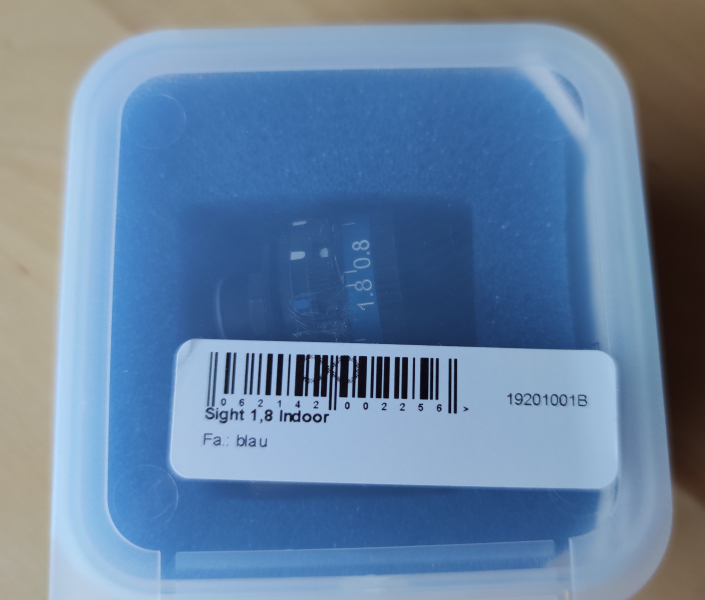 0.8
1.8
0 6 2 1 4 2 0 0 2 2 5 6 >
19201001B
Sight 1,8 Indoor
Fa.: blau